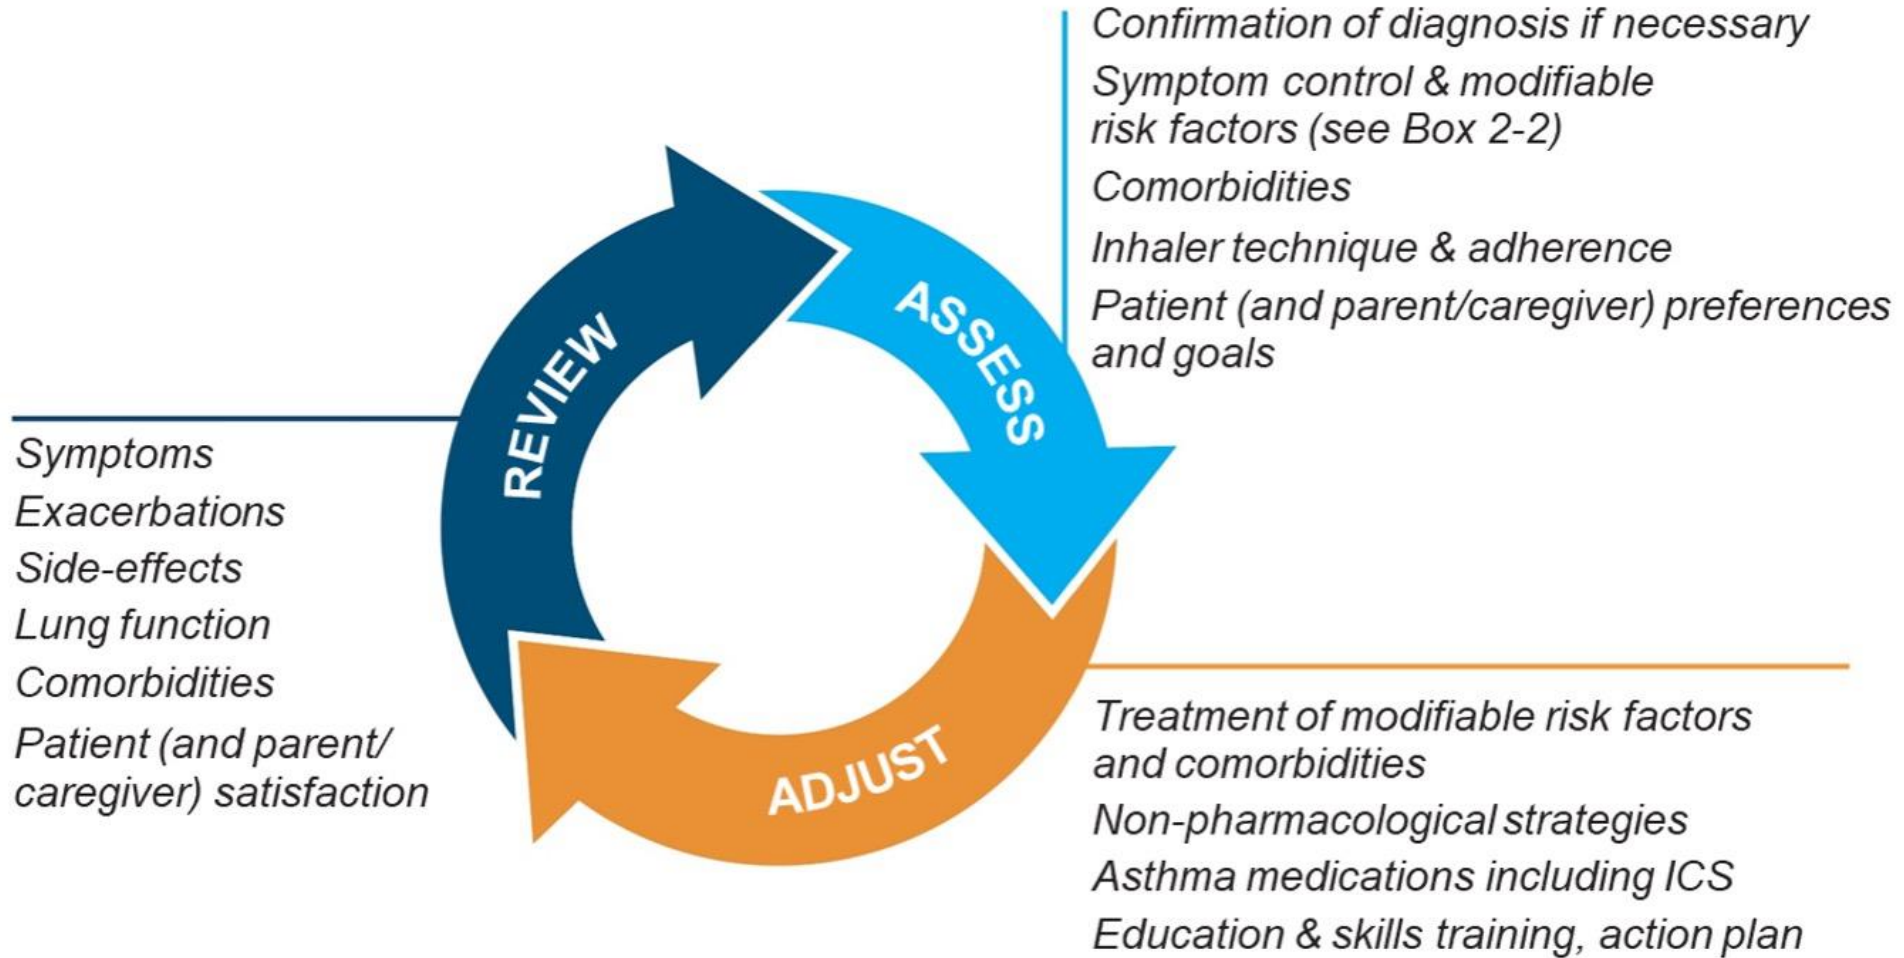 Confirmation of diagnosis if necessary
Symptom control & modifiable
risk factors (see Box 2-2)
Comorbidities
Inhaler technique & adherence
Patient (and parent/caregiver) preferences
and goals
ASSESS
REVIEW
Symptoms
Exacerbations
Side-effects
Lung function
Comorbidities
Patient (and parent/
caregiver) satisfaction
ADJUST
Treatment of modifiable risk factors
and comorbidities
Non-pharmacological strategies
Asthma medications including ICS
Education & skills training, action plan